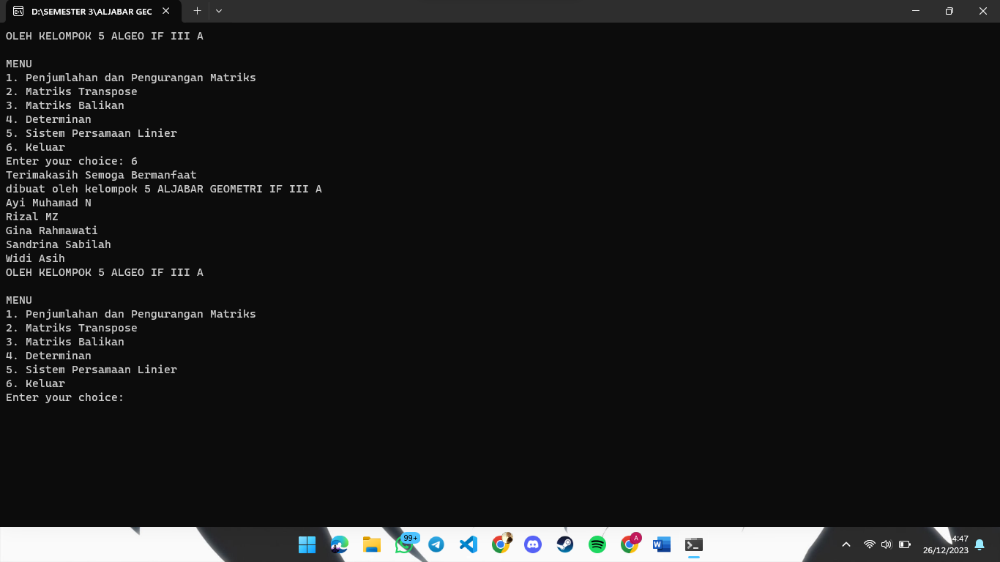 D:\SEMESTER 3\ALJABAR GEC
OLEH KELOMPOK 5 ALGEO IF III A
MENU
1. Penjumlahan dan Pengurangan Matriks
2. Matriks Transpose
3. Matriks Balikan
4. Determinan
5. Sistem Persamaan Linier
6. Keluar
Enter your choice: 6
Terimakasih Semoga Bermanfaat
dibuat oleh kelompok 5 ALJABAR GEOMETRI IF III A
Ayi Muhamad N
Rizal MZ
Gina Rahmawati
Sandrina Sabilah
Widi Asih
OLEH KELOMPOK 5 ALGEO IF III A
MENU
1. Penjumlahan dan Pengurangan Matriks
2. Matriks Transpose
3. Matriks Balikan
4. Determinan
5. Sistem Persamaan Linier
6. Keluar
Enter your choice:
99+
A
4:47
26/12/2023